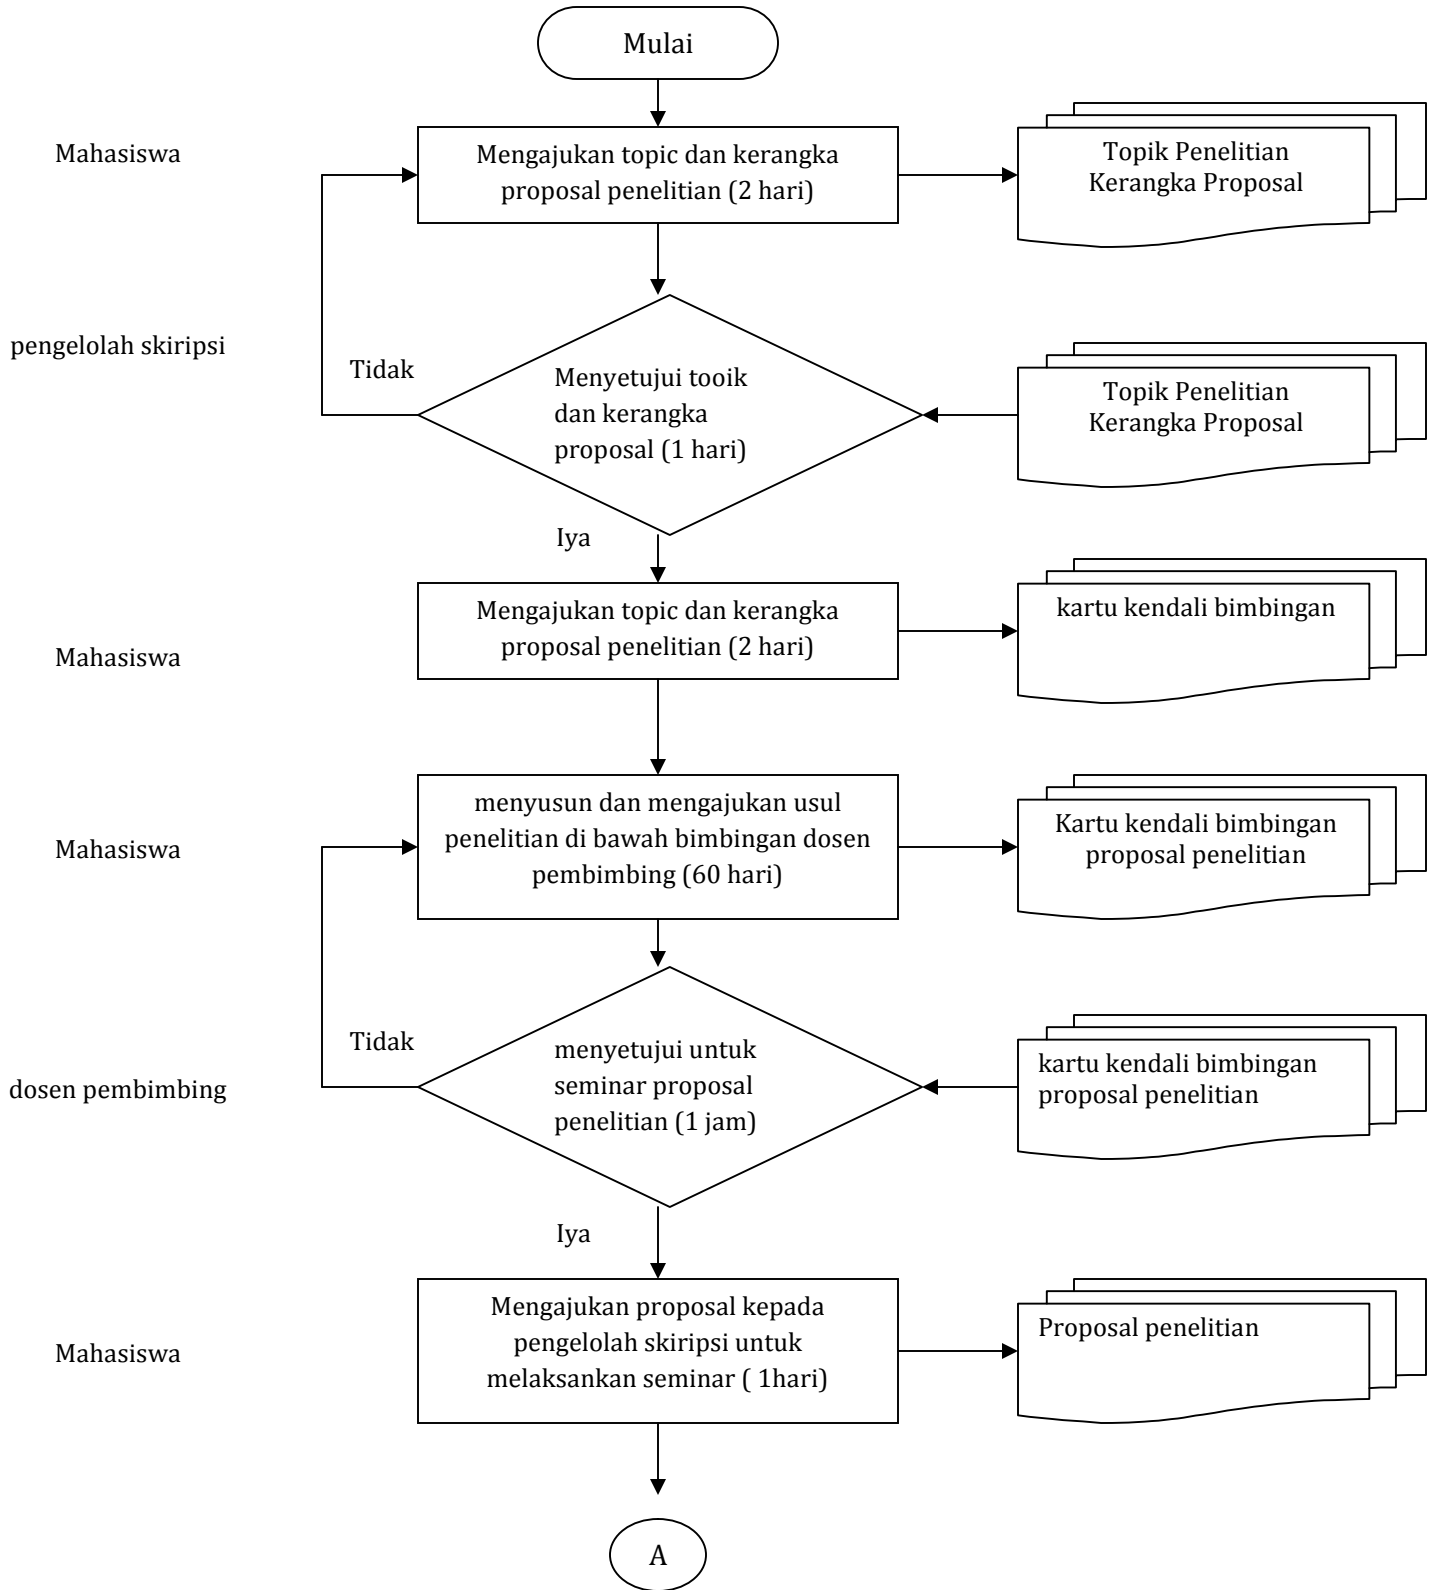 Mulai
Mahasiswa
Mengajukan topic dan kerangka
proposal penelitian (2 hari)
Topik Penelitian
Kerangka Proposal
pengelolah skiripsi
Tidak
Menyetujui tooik
dan kerangka
proposal (1 hari)
Topik Penelitian
Kerangka Proposal
Iya
Mahasiswa
Mengajukan topic dan kerangka
proposal penelitian (2 hari)
kartu kendali bimbingan
Mahasiswa
menyusun dan mengajukan usul
penelitian di bawah bimbingan dosen
pembimbing (60 hari)
Kartu kendali bimbingan
proposal penelitian
dosen pembimbing
Tidak
menyetujui untuk
seminar proposal
penelitian (1 jam)
kartu kendali bimbingan
proposal penelitian
Iya
Mahasiswa
Mengajukan proposal kepada
pengelolah skiripsi untuk
melaksankan seminar ( 1hari)
Proposal penelitian
A